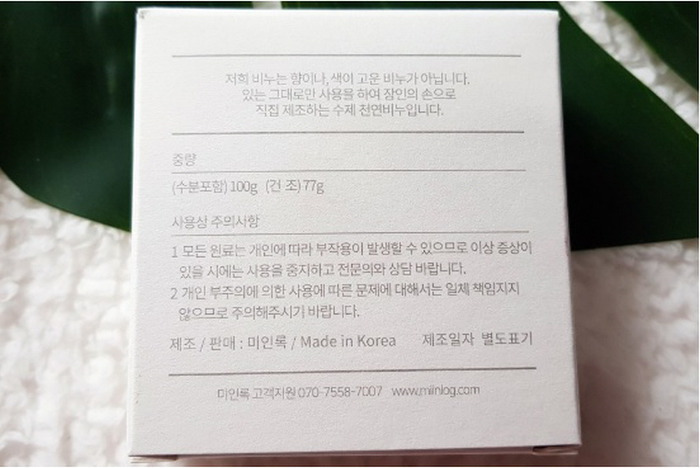 저희 비누는 향이나, 색이 고운 비누가 아닙니다.
있는 그대로만 사용을 하여 장인의 손으로
직접 제조하는 수제 천연비누입니다.
중량
(수분포함) 100g (건 조) 77g
사용상 주의사항
1 모든 원료는 개인에 따라 부작용이 발생할 수 있으므로 이상 증상이
있을 시에는 사용을 중지하고 전문의와 상담 바랍니다.
2 개인 부주의에 의한 사용에 따른 문제에 대해서는 일체 책임지지
않으므로 주의해주시기 바랍니다.
제조 / 판매 : 미인록 / Made in Korea 제조일자 별도표기
미인록 고객지원 070-7558-7007 www.miinlog.com